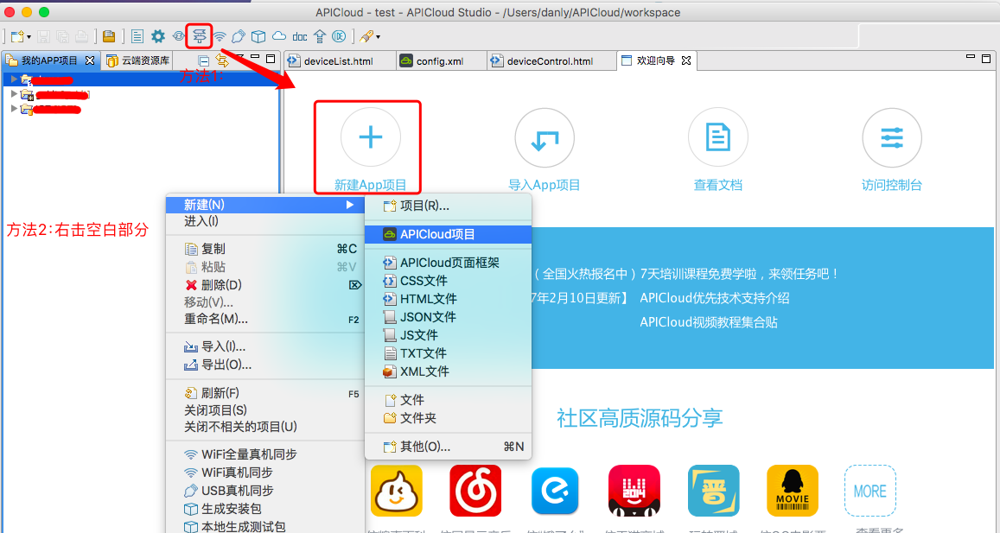 APICloud - test - APICloud Studio - /Users/danly/APICloud/workspace
doc
我的APP项目
云端资源库
deviceList.html
config.xml
deviceControl.html
欢迎向导
方法1:
新建App项目
导入App项目
查看文档
访问控制台
方法2:右击空白部分
新建(N)
进入(I)
复制 ⌘C
粘贴 ⌘V
删除(D) ⌦
移动(V)...
重命名(M)... F2
导入(I)...
导出(O)...
刷新(F) F5
关闭项目(S)
关闭不相关的项目(U)
WiFi全量真机同步
WiFi真机同步
USB真机同步
生成安装包
本地生成测试包
项目(R)...
APICloud项目
APICloud页面框架
CSS文件
HTML文件
JSON文件
JS文件
TXT文件
XML文件
文件
文件夹
其他(O)... ⌘N
(全国火热报名中)7天培训课程免费学啦，来领任务吧！
7年2月10日更新】 APICloud优先技术支持介绍
APICloud视频教程集合贴
社区高质源码分享
2014
晋
MOVIE
MORE
查看更多